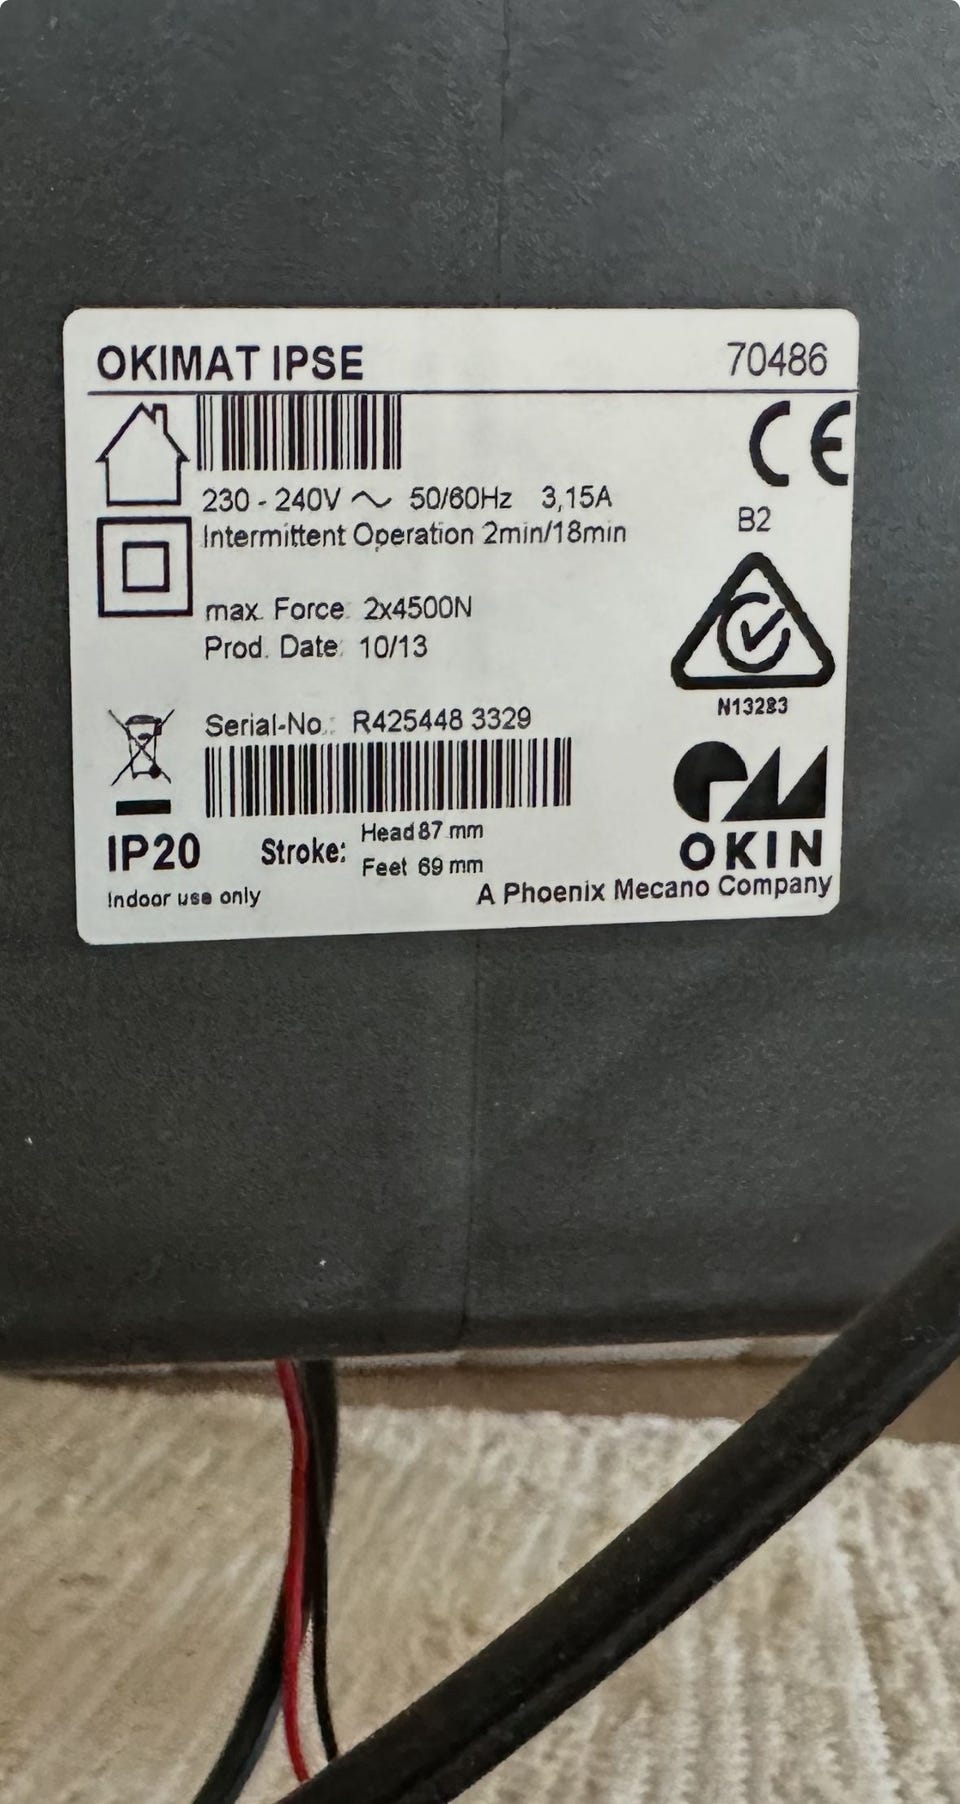 OKIMAT IPSE 70486
CE
230 - 240V ~ 50/60Hz 3,15A
B2
Intermittent Operation 2min/18min
max. Force: 2x4500N
Prod. Date: 10/13
N13283
Serial-No.: R425448 3329
IP20
Stroke: Head 87 mm
Feet 69 mm
OKIN
Indoor use only
A Phoenix Mecano Company